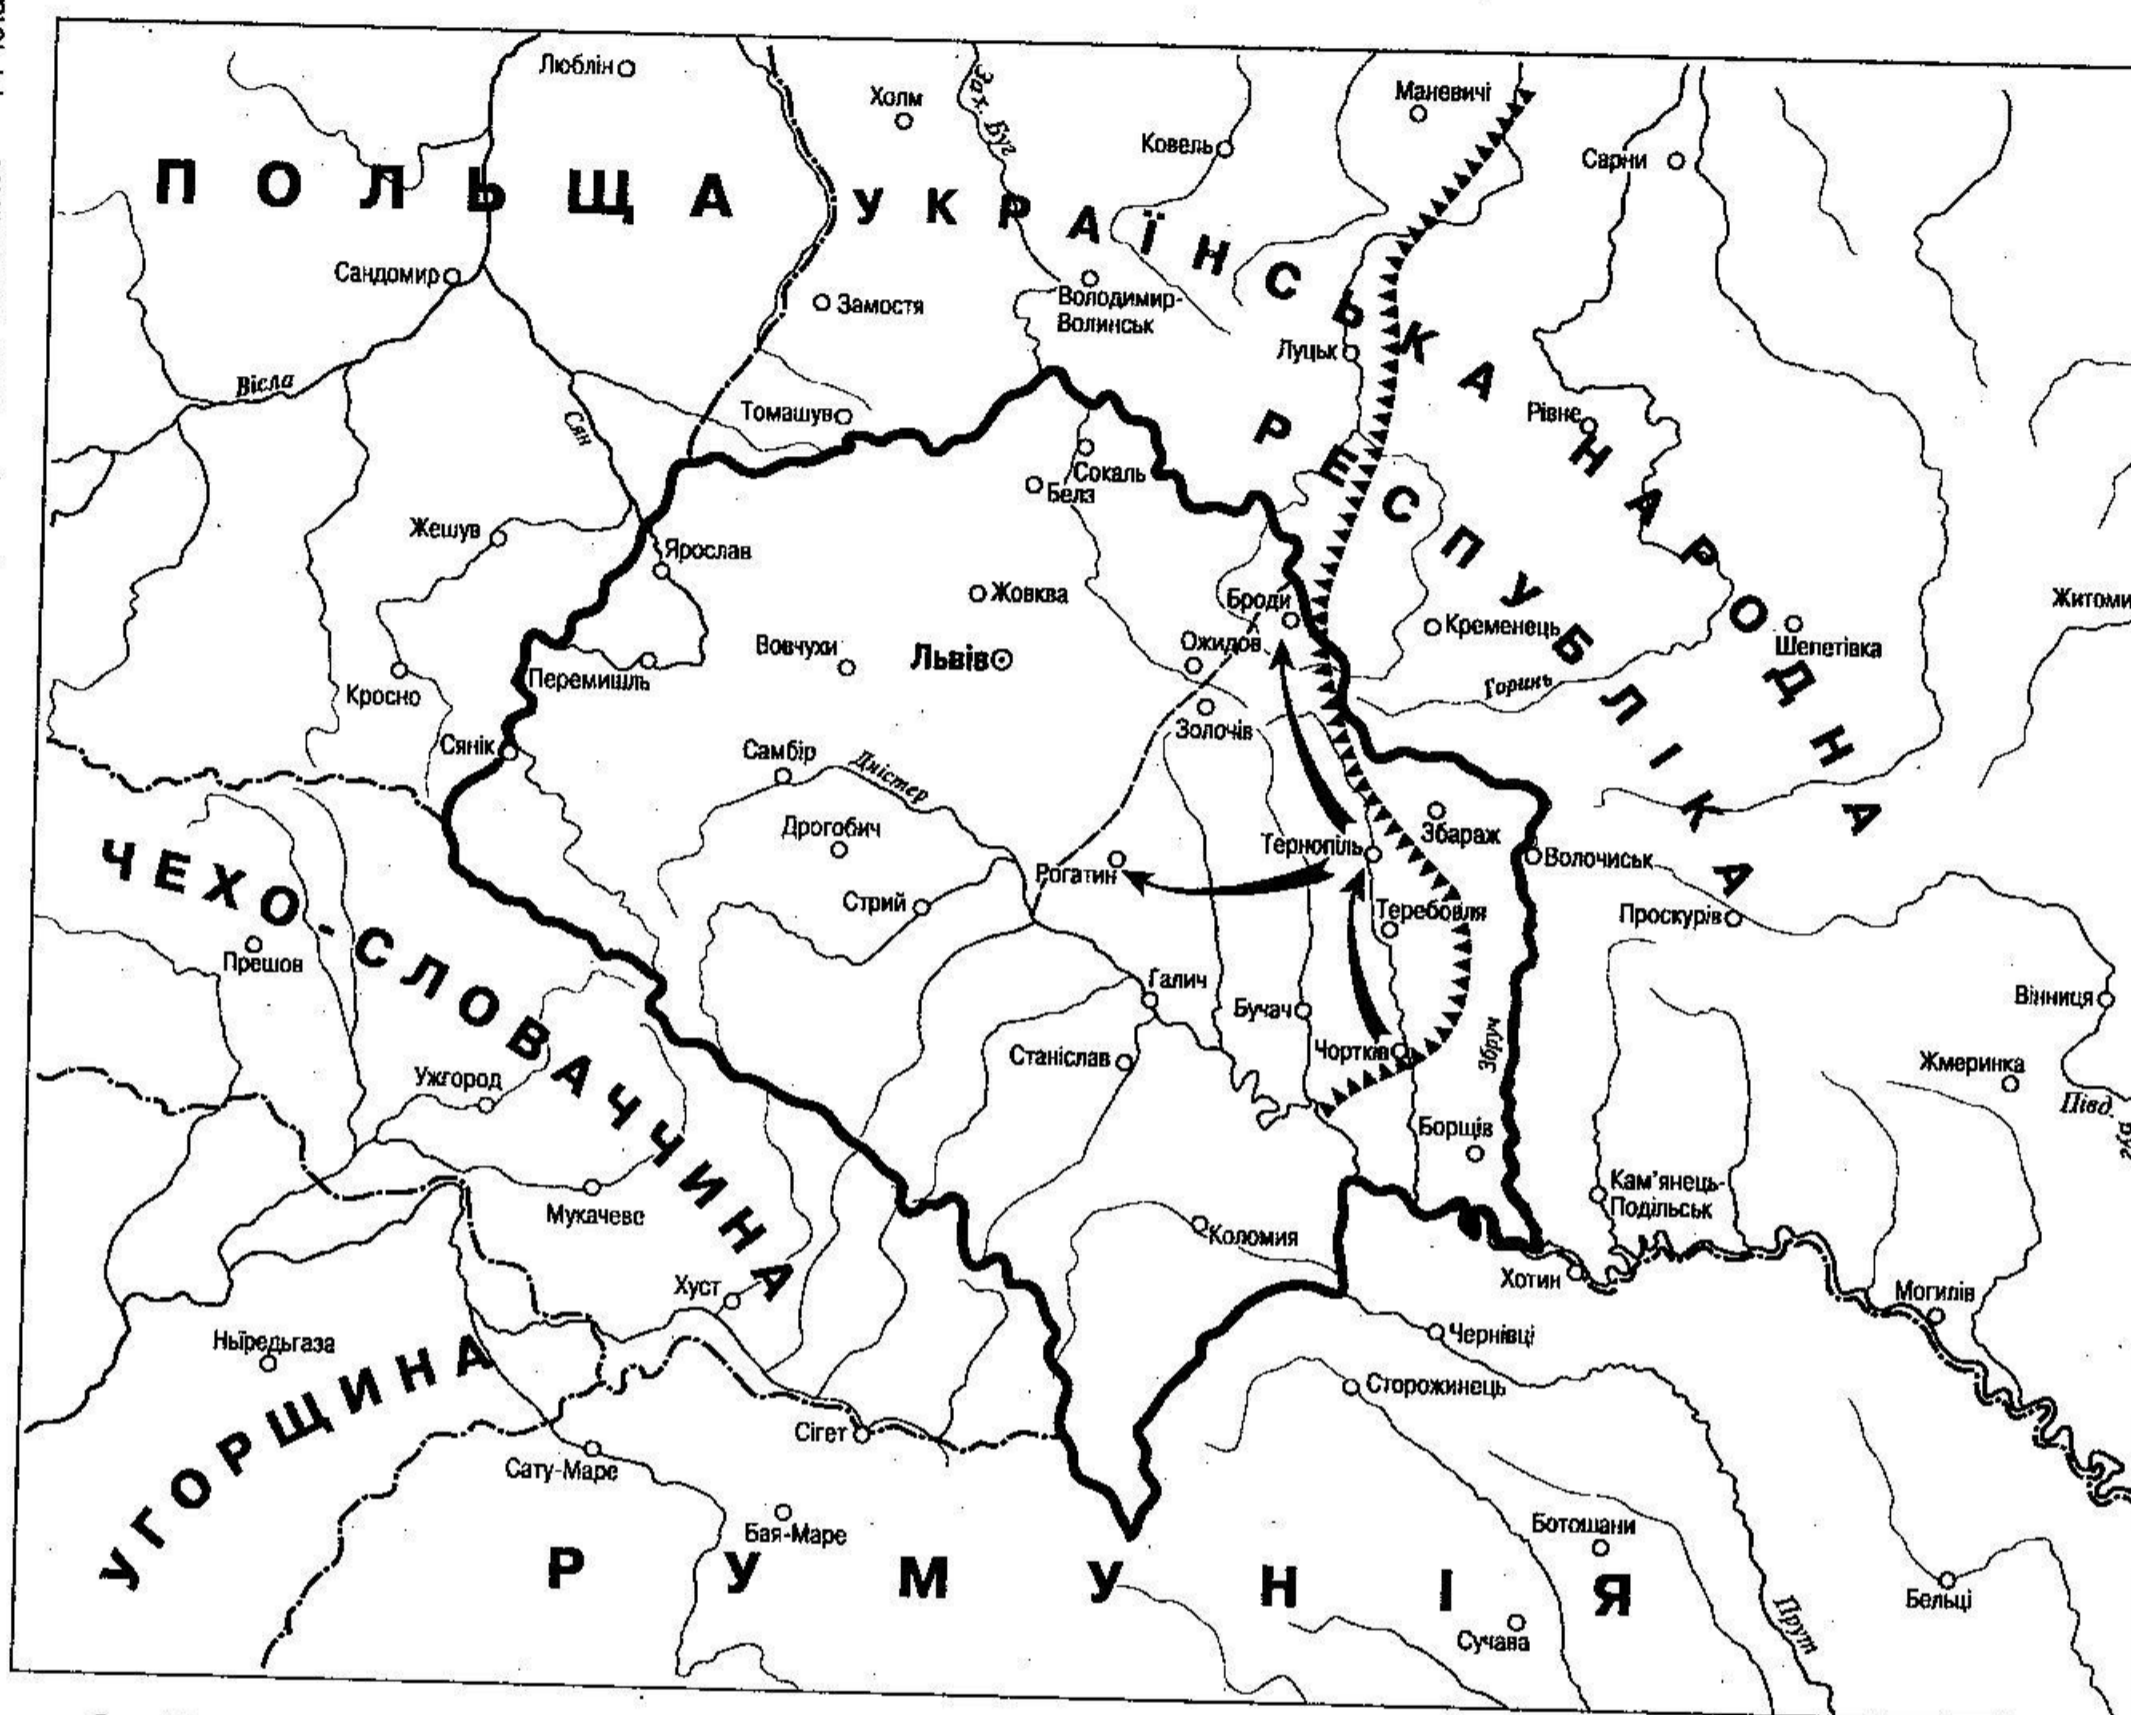 Люблін
Холм
Зах. Буг
Маневичі
Ковель
Сарни
ПОЛЬЩА
УКРАЇНСЬКА НАРОДНА
РЕСПУБЛІКА
Сандомир
Замостя
Володимир-
Волинськ
Луцьк
Вісла
Сян
Томашув
Рівне
Сокаль
Белз
Жешув
Ярослав
Жовква
Броди
Кременець
Житоми
Шепетівка
Вовчухи
Львів
Ожидов
Перемишль
Кросно
Горинь
Золочів
Сянік
Самбір
Дністер
Дрогобич
Збараж
Тернопіль
Волочиськ
Рогатин
Стрий
Теребовля
Проскурів
ЧЕХО-СЛОВАЧЧИНА
Прешов
Галич
Бучач
Вінниця
Станіслав
Чортків
Збруч
Жмеринка
Ужгород
Півд. Буг
Борщів
Мукачеве
Кам'янець-
Подільськ
Коломия
Хотин
Хуст
Могилів
Ньїредьгаза
Чернівці
УГОРЩИНА
Сторожинець
Сігет
Сату-Маре
Бая-Маре
Ботошани
РУМУНІЯ
Бельці
Сучава
Прут